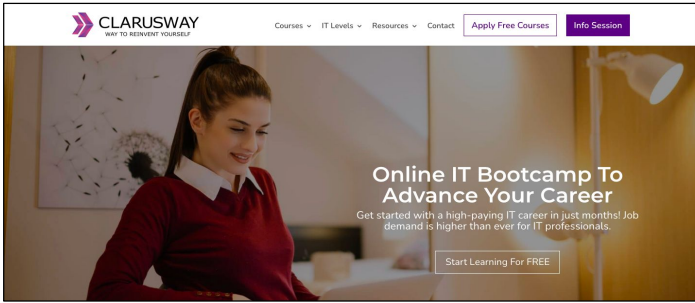 CLARUSWAY
WAY TO REINVENT YOURSELF
Courses IT Levels Resources Contact Apply Free Courses Info Session
Online IT Bootcamp To
Advance Your Career
Get started with a high-paying IT career in just months! Job
demand is higher than ever for IT professionals.
Start Learning For FREE